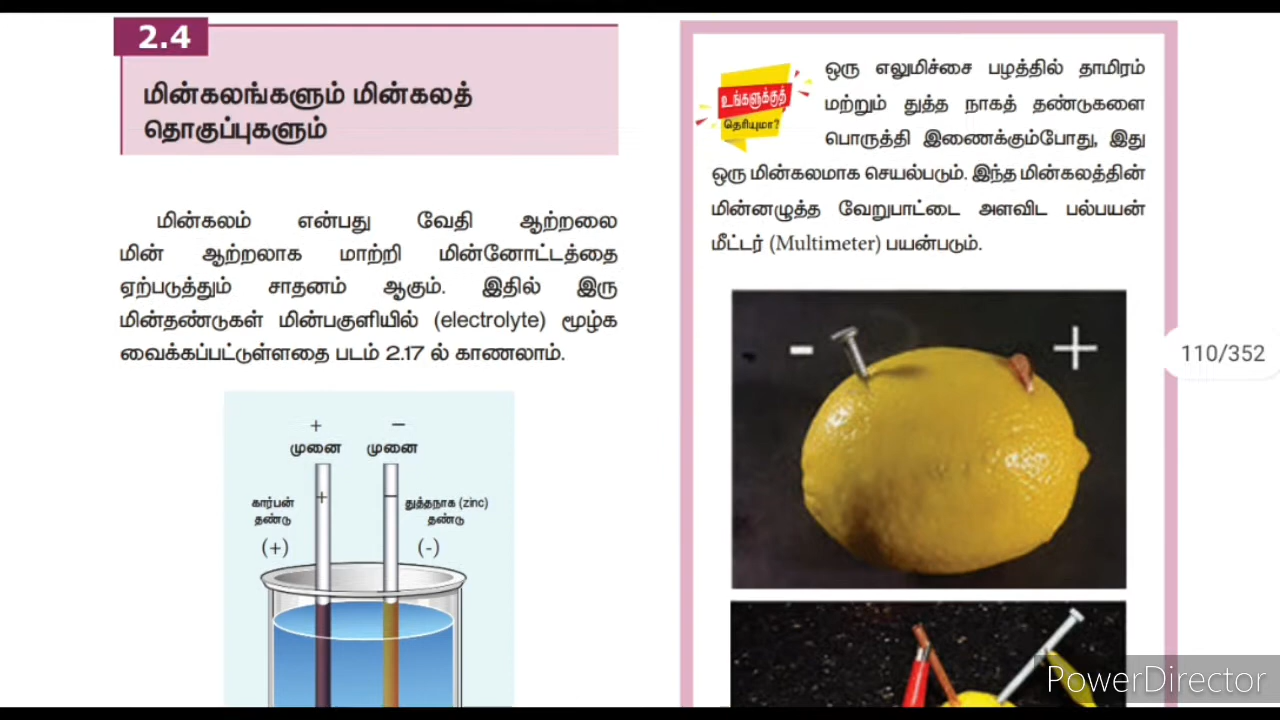 2.4
மின்கலங்களும் மின்கலத்
தொகுப்புகளும்
மின்கலம் என்பது வேதி ஆற்றலை
மின் ஆற்றலாக மாற்றி மின்னோட்டத்தை
ஏற்படுத்தும் சாதனம் ஆகும். இதில் இரு
மின்தண்டுகள் மின்பகுளியில் (electrolyte) மூழ்க
வைக்கப்பட்டுள்ளதை படம் 2.17 ல் காணலாம்.
+ −
முனை முனை
+ −
கார்பன்
தண்டு
(+)
துத்தநாக (zinc)
தண்டு
(-)
உங்களுக்குத்
தெரியுமா?
ஒரு எலுமிச்சை பழத்தில் தாமிரம்
மற்றும் துத்த நாகத் தண்டுகளை
பொருத்தி இணைக்கும்போது, இது
ஒரு மின்கலமாக செயல்படும். இந்த மின்கலத்தின்
மின்னழுத்த வேறுபாட்டை அளவிட பல்பயன்
மீட்டர் (Multimeter) பயன்படும்.
- +
110/352
PowerDirector